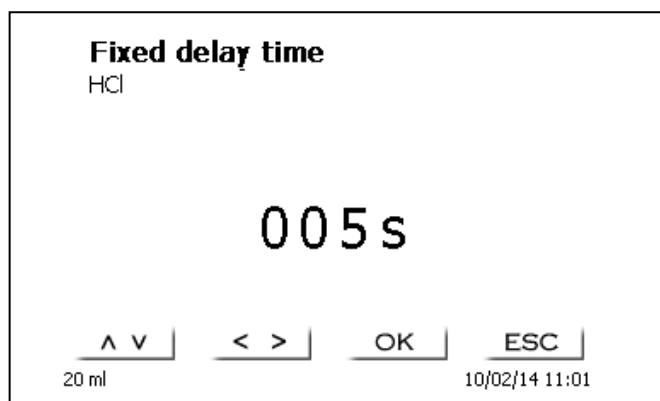 Fixed delay time
HCl
005s
∧ ∨ < > OK ESC
20 ml 10/02/14 11:01